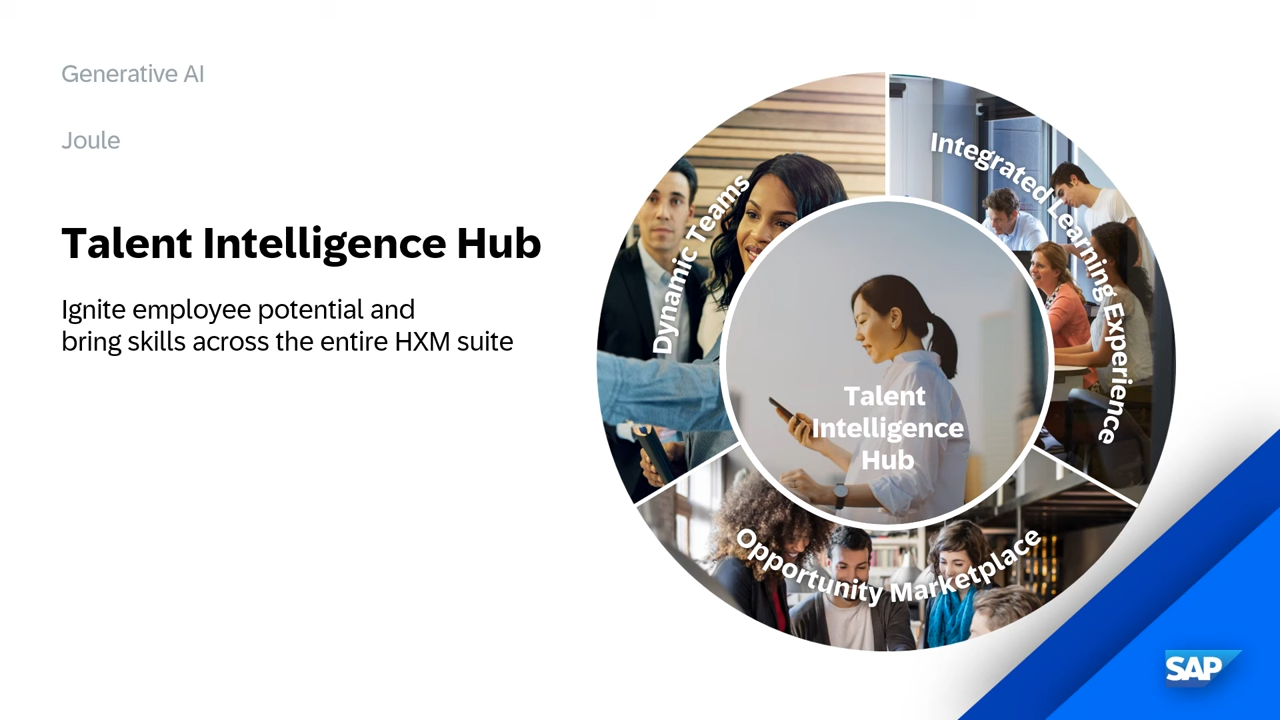 Generative AI
Joule
Talent Intelligence Hub
Ignite employee potential and
bring skills across the entire HXM suite
Dynamic Teams
Integrated Learning Experience
Talent
Intelligence
Hub
Opportunity Marketplace
SAP